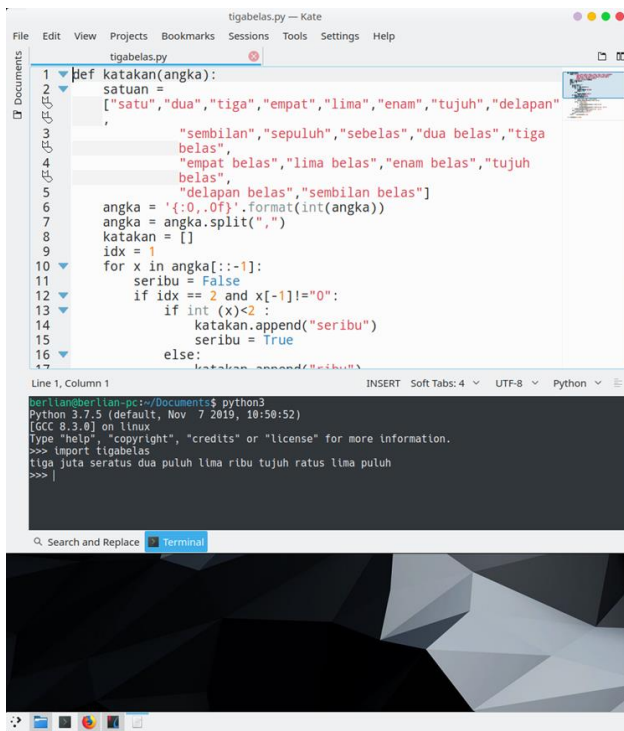 tigabelas.py — Kate
File Edit View Projects Bookmarks Sessions Tools Settings Help
Documents
tigabelas.py
1 def katakan(angka):
2 satuan =
["satu","dua","tiga","empat","lima","enam","tujuh","delapan"
,
3 "sembilan","sepuluh","sebelas","dua belas","tiga
belas",
4 "empat belas","lima belas","enam belas","tujuh
belas",
5 "delapan belas","sembilan belas"]
6 angka = '{:0,.0f}'.format(int(angka))
7 angka = angka.split(",")
8 katakan = []
9 idx = 1
10 for x in angka[::-1]:
11 seribu = False
12 if idx == 2 and x[-1]!="0":
13 if int (x)<2 :
14 katakan.append("seribu")
15 seribu = True
16 else:
17 katakan.append("ribu")
Line 1, Column 1 INSERT Soft Tabs: 4 UTF-8 Python
berlian@berlian-pc:~/Documents$ python3
Python 3.7.5 (default, Nov 7 2019, 10:50:52)
[GCC 8.3.0] on linux
Type "help", "copyright", "credits" or "license" for more information.
>>> import tigabelas
tiga juta seratus dua puluh lima ribu tujuh ratus lima puluh
>>>
Search and Replace Terminal